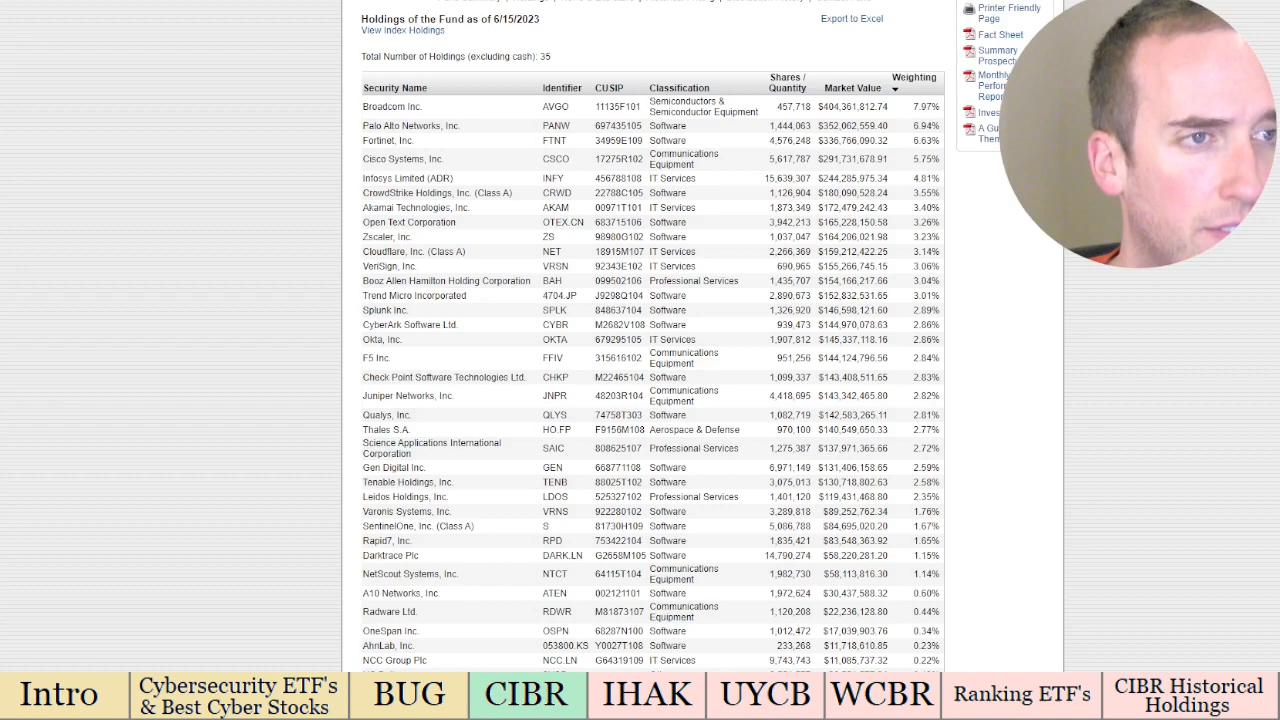 Holdings of the Fund as of 6/15/2023
Export to Excel
View Index Holdings
Total Number of Holdings (excluding cash): 35
Security Name Identifier CUSIP Classification Shares / Quantity Market Value Weighting
Broadcom Inc. AVGO 11135F101 Semiconductors & Semiconductor Equipment 457,718 $404,361,812.74 7.97%
Palo Alto Networks, Inc. PANW 697435105 Software 1,444,063 $352,062,559.40 6.94%
Fortinet, Inc. FTNT 34959E109 Software 4,576,248 $336,766,090.32 6.63%
Cisco Systems, Inc. CSCO 17275R102 Communications Equipment 5,617,787 $291,731,678.91 5.75%
Infosys Limited (ADR) INFY 456788108 IT Services 15,639,307 $244,285,975.34 4.81%
CrowdStrike Holdings, Inc. (Class A) CRWD 22788C105 Software 1,126,904 $180,090,528.24 3.55%
Akamai Technologies, Inc. AKAM 00971T101 IT Services 1,873,349 $172,479,242.43 3.40%
Open Text Corporation OTEX.CN 683715106 Software 3,942,213 $165,228,150.58 3.26%
Zscaler, Inc. ZS 98980G102 Software 1,037,047 $164,206,021.98 3.23%
Cloudflare, Inc. (Class A) NET 18915M107 IT Services 2,266,369 $159,212,422.25 3.14%
VeriSign, Inc. VRSN 92343E102 IT Services 690,965 $155,266,745.15 3.06%
Booz Allen Hamilton Holding Corporation BAH 099502106 Professional Services 1,435,707 $154,166,217.66 3.04%
Trend Micro Incorporated 4704.JP J9298Q104 Software 2,890,673 $152,832,531.65 3.01%
Splunk Inc. SPLK 848637104 Software 1,326,920 $146,598,121.60 2.89%
CyberArk Software Ltd. CYBR M2682V108 Software 939,473 $144,970,078.63 2.86%
Okta, Inc. OKTA 679295105 IT Services 1,907,812 $145,337,118.16 2.86%
F5 Inc. FFIV 315616102 Communications Equipment 951,256 $144,124,796.56 2.84%
Check Point Software Technologies Ltd. CHKP M22465104 Software 1,099,337 $143,408,511.65 2.83%
Juniper Networks, Inc. JNPR 48203R104 Communications Equipment 4,418,695 $143,342,465.80 2.82%
Qualys, Inc. QLYS 74758T303 Software 1,082,719 $142,583,265.11 2.81%
Thales S.A. HO.FP F9156M108 Aerospace & Defense 970,100 $140,549,650.33 2.77%
Science Applications International Corporation SAIC 808625107 Professional Services 1,275,387 $137,971,365.66 2.72%
Gen Digital Inc. GEN 668771108 Software 6,971,149 $131,406,158.65 2.59%
Tenable Holdings, Inc. TENB 88025T102 Software 3,075,013 $130,718,802.63 2.58%
Leidos Holdings, Inc. LDOS 525327102 Professional Services 1,401,120 $119,431,468.80 2.35%
Varonis Systems, Inc. VRNS 922280102 Software 3,289,818 $89,252,762.34 1.76%
SentinelOne, Inc. (Class A) S 81730H109 Software 5,086,788 $84,695,020.20 1.67%
Rapid7, Inc. RPD 753422104 Software 1,835,421 $83,548,363.92 1.65%
Darktrace Plc DARK.LN G2658M105 Software 14,790,274 $58,220,281.20 1.15%
NetScout Systems, Inc. NTCT 64115T104 Communications Equipment 1,982,730 $58,113,816.30 1.14%
A10 Networks, Inc. ATEN 002121101 Software 1,972,624 $30,437,588.32 0.60%
Radware Ltd. RDWR M81873107 Communications Equipment 1,120,208 $22,236,128.80 0.44%
OneSpan Inc. OSPN 68287N100 Software 1,012,472 $17,039,903.76 0.34%
AhnLab, Inc. 053800.KS Y0027T108 Software 233,268 $11,718,610.85 0.23%
NCC Group Plc NCC.LN G64319109 IT Services 9,743,743 $11,085,737.32 0.22%
Printer Friendly
Page
Fact Sheet
Summary
Monthly
A
Intro
Cybersecurity ETF's
& Best Cyber Stocks
BUG
CIBR
IHAK
UYCB
WCBR
Ranking ETF's
CIBR Historical
Holdings